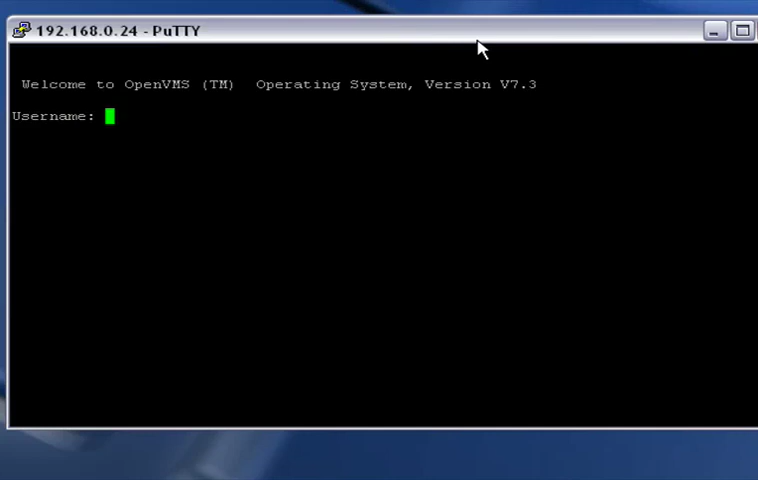 192.168.0.24 - PuTTY
Welcome to OpenVMS (TM) Operating System, Version V7.3
Username: